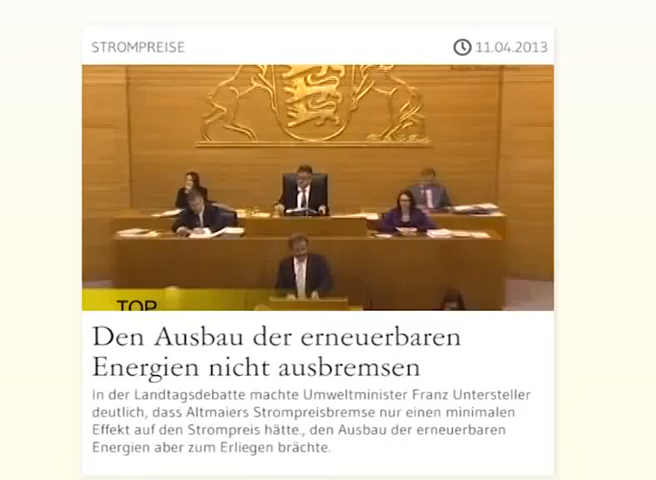 STROMPREISE
11.04.2013
TOP
Den Ausbau der erneuerbaren
Energien nicht ausbremsen
In der Landtagsdebatte machte Umweltminister Franz Untersteller
deutlich, dass Altmaiers Strompreisbremse nur einen minimalen
Effekt auf den Strompreis hätte., den Ausbau der erneuerbaren
Energien aber zum Erliegen brächte.